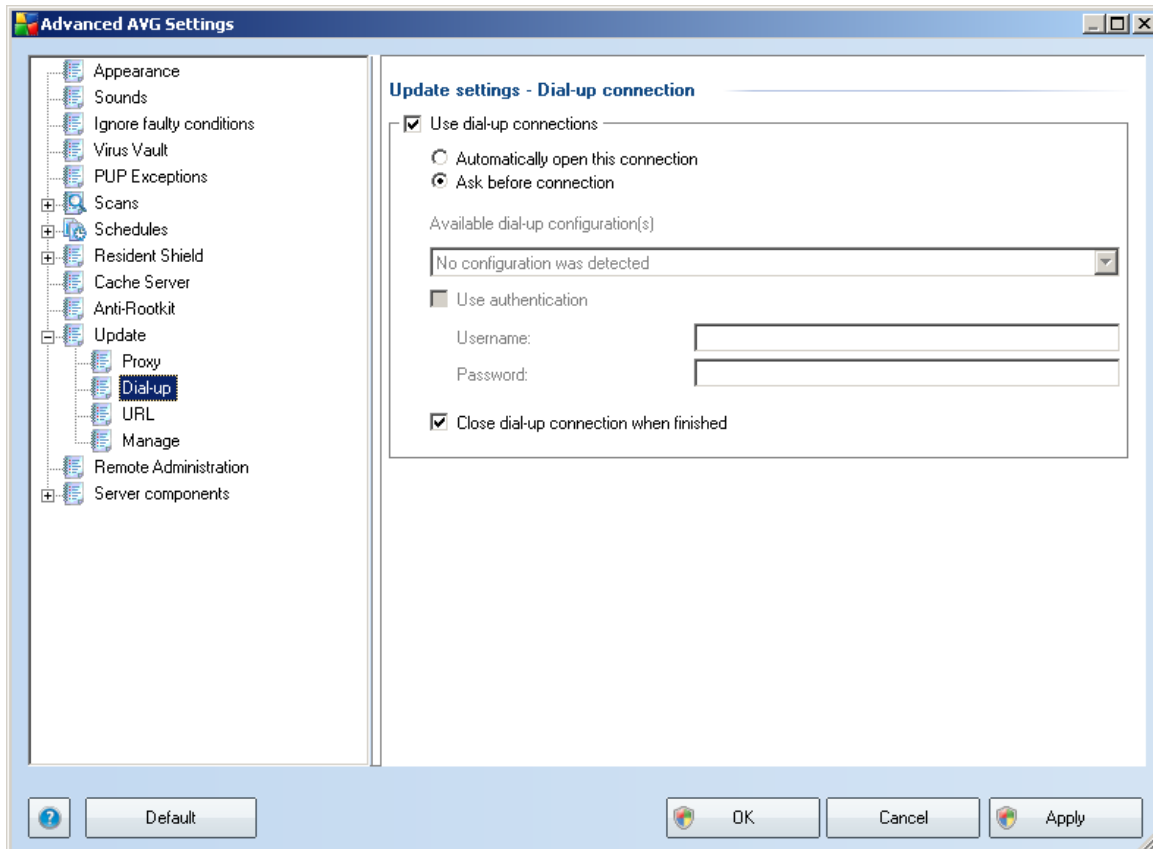 Advanced AVG Settings
Appearance
Sounds
Ignore faulty conditions
Virus Vault
PUP Exceptions
Scans
Schedules
Resident Shield
Cache Server
Anti-Rootkit
Update
Proxy
Dial-up
URL
Manage
Remote Administration
Server components
Update settings - Dial-up connection
Use dial-up connections
Automatically open this connection
Ask before connection
Available dial-up configuration(s)
No configuration was detected
Use authentication
Username:
Password:
Close dial-up connection when finished
? Default OK Cancel Apply